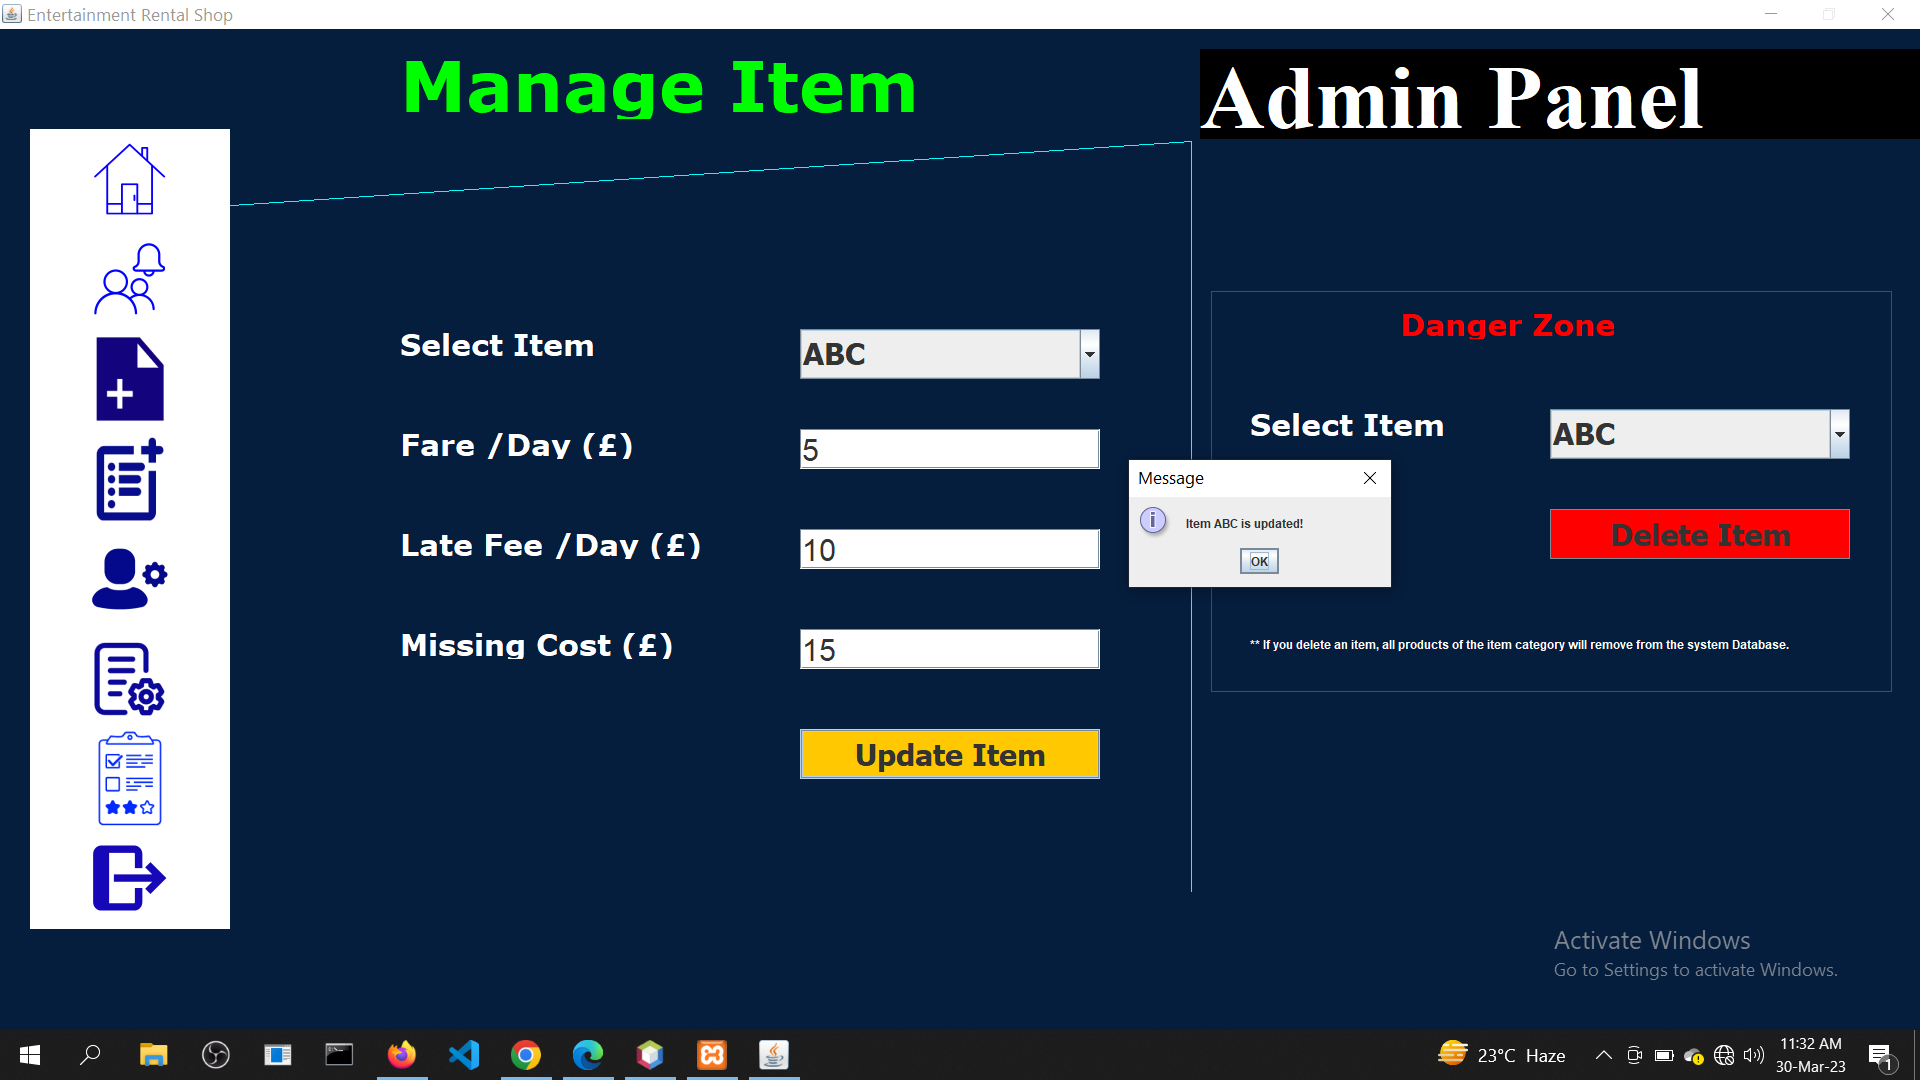 Entertainment Rental Shop
Manage Item
Admin Panel
Danger Zone
Select Item
ABC
Select Item
ABC
Fare /Day (£)
5
Message
Item ABC is updated!
OK
Delete Item
Late Fee /Day (£)
10
Missing Cost (£)
15
** If you delete an item, all products of the item category will remove from the system Database.
Update Item
Activate Windows
Go to Settings to activate Windows.
23°C Haze
11:32 AM
30-Mar-23
1